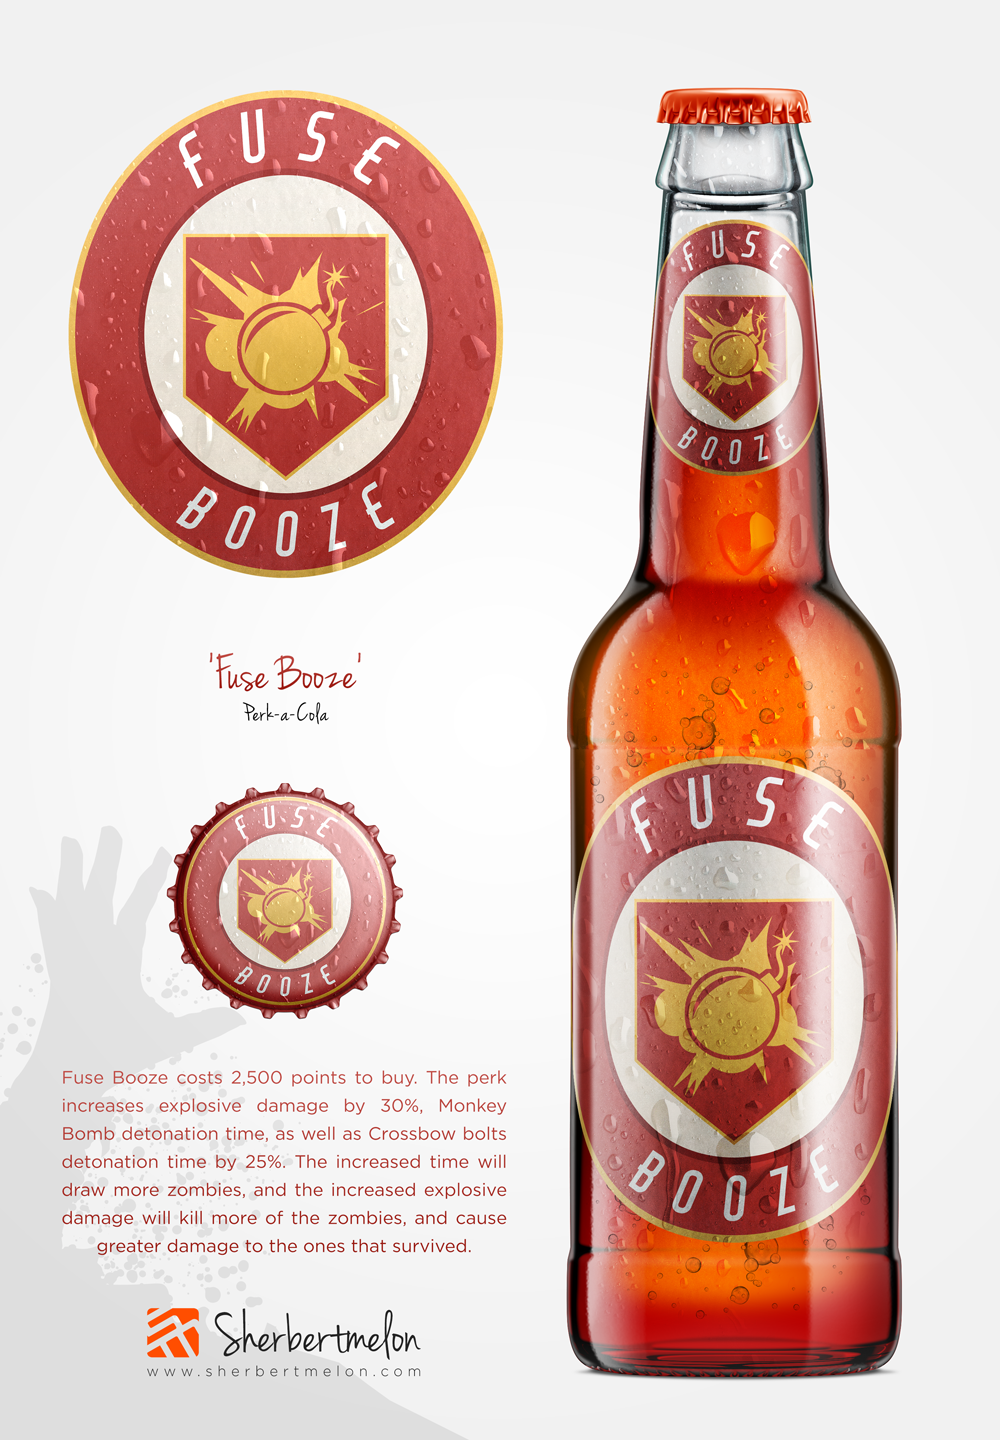 FUSE
BOOZE
FUSE
BOOZE
'Fuse Booze'
Perk-a-Cola
FUSE
BOOZE
FUSE
BOOZE
Fuse Booze costs 2,500 points to buy. The perk
increases explosive damage by 30%, Monkey
Bomb detonation time, as well as Crossbow bolts
detonation time by 25%. The increased time will
draw more zombies, and the increased explosive
damage will kill more of the zombies, and cause
greater damage to the ones that survived.
Sherbertmelon
www.sherbertmelon.com